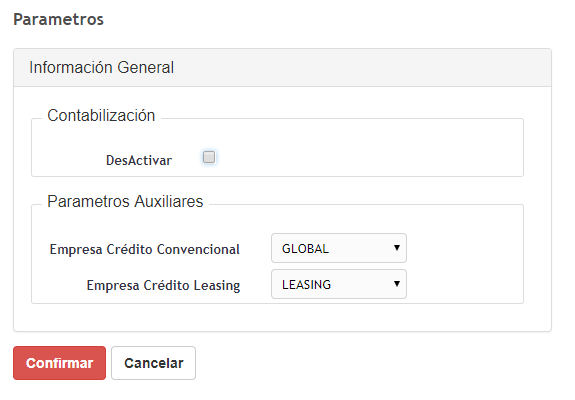 Parametros
Información General
Contabilización
DesActivar
Parametros Auxiliares
Empresa Crédito Convencional GLOBAL
Empresa Crédito Leasing LEASING
Confirmar Cancelar